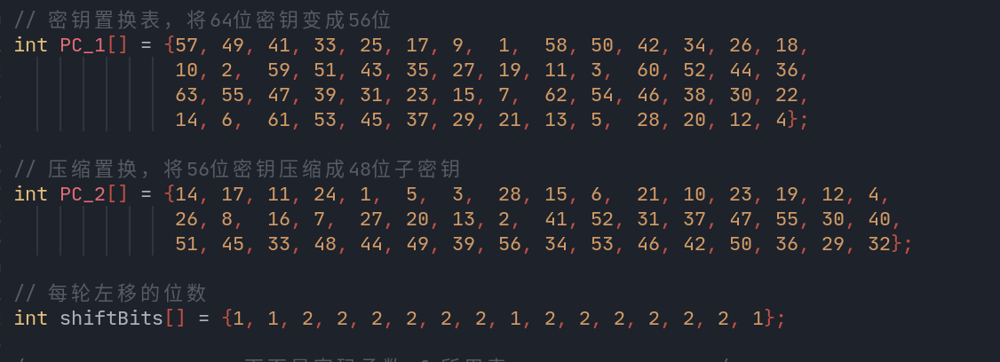 // 密钥置换表，将64位密钥变成56位
int PC_1[] = {57, 49, 41, 33, 25, 17, 9, 1, 58, 50, 42, 34, 26, 18,
10, 2, 59, 51, 43, 35, 27, 19, 11, 3, 60, 52, 44, 36,
63, 55, 47, 39, 31, 23, 15, 7, 62, 54, 46, 38, 30, 22,
14, 6, 61, 53, 45, 37, 29, 21, 13, 5, 28, 20, 12, 4};
// 压缩置换，将56位密钥压缩成48位子密钥
int PC_2[] = {14, 17, 11, 24, 1, 5, 3, 28, 15, 6, 21, 10, 23, 19, 12, 4,
26, 8, 16, 7, 27, 20, 13, 2, 41, 52, 31, 37, 47, 55, 30, 40,
51, 45, 33, 48, 44, 49, 39, 56, 34, 53, 46, 42, 50, 36, 29, 32};
// 每轮左移的位数
int shiftBits[] = {1, 1, 2, 2, 2, 2, 2, 2, 1, 2, 2, 2, 2, 2, 2, 1};